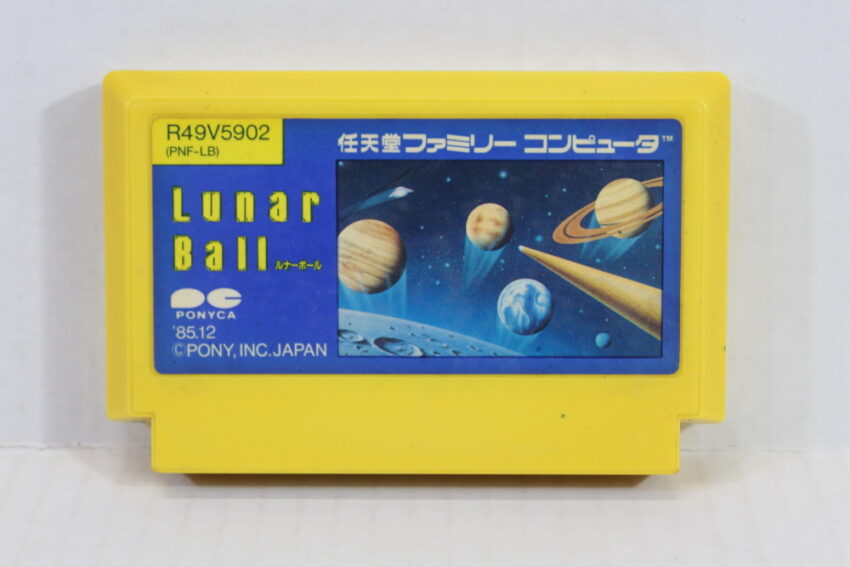 R49V5902
(PNF-LB)
任天堂ファミリー コンピュータ™
Lunar
Ball ルナーボール
PC
PONYCA
'85.12
©PONY, INC. JAPAN